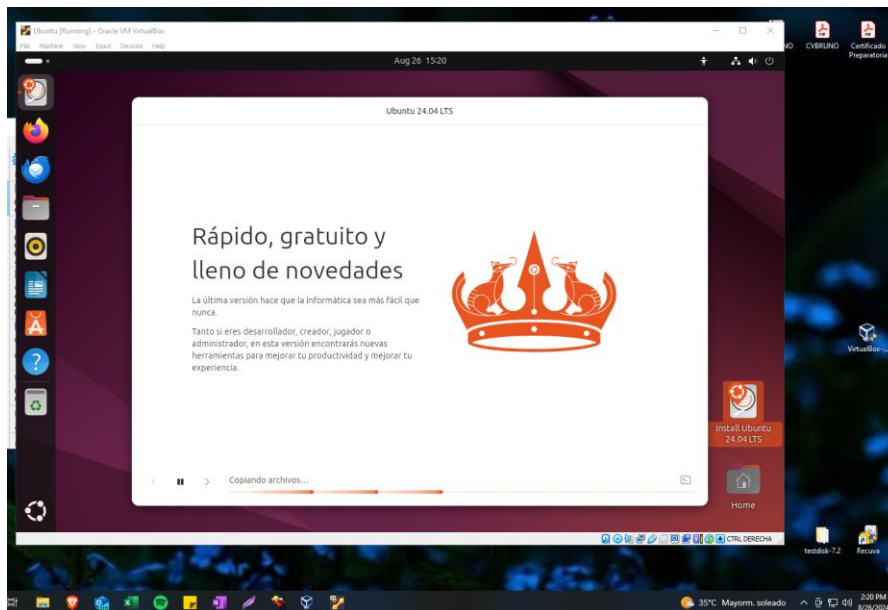 Ubuntu [Running] - Oracle VM VirtualBox
File Machine View Input Devices Help
Aug 26 15:20
Ubuntu 24.04 LTS
Rápido, gratuito y
lleno de novedades
La última versión hace que la informática sea más fácil que
nunca.
Tanto si eres desarrollador, creador, jugador o
administrador, en esta versión encontrarás nuevas
herramientas para mejorar tu productividad y mejorar tu
experiencia.
Copiando archivos...
Install Ubuntu
24.04 LTS
Home
CTRL DERECHA
CVBRUNO
Certificado
Preparatoria
VirtualBox-...
testdisk-7.2
Recuva
35°C Mayorm. soleado
2:20 PM